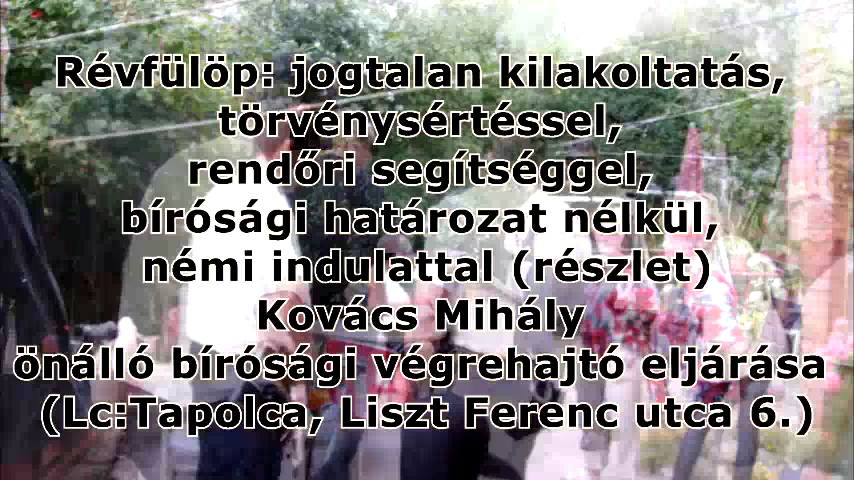 Révfülöp: jogtalan kilakoltatás,
törvénysértéssel,
rendőri segítséggel,
bírósági határozat nélkül,
némi indulattal (részlet)
Kovács Mihály
önálló bírósági végrehajtó eljárása
(Lc:Tapolca, Liszt Ferenc utca 6.)